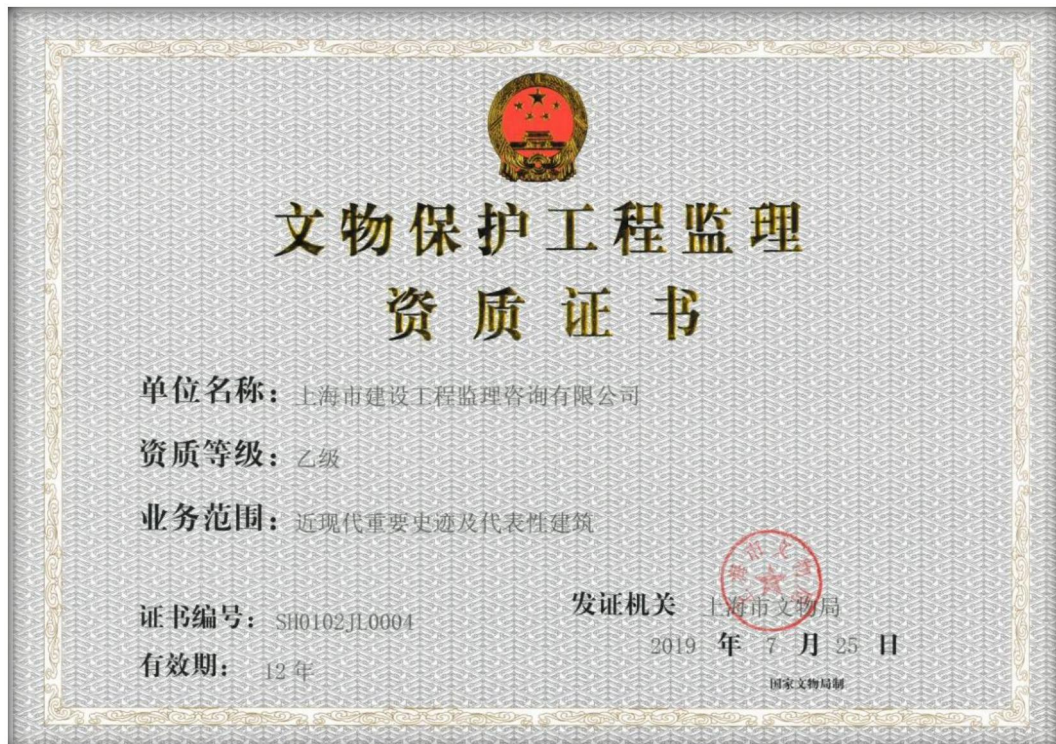 文物保护工程监理
资质证书
单位名称：上海市建设工程监理咨询有限公司
资质等级：乙级
业务范围：近现代重要史迹及代表性建筑
证书编号：SH0102JL0004
发证机关 上海市文物局
2019 年 7 月 25 日
有效期：12 年
国家文物局制